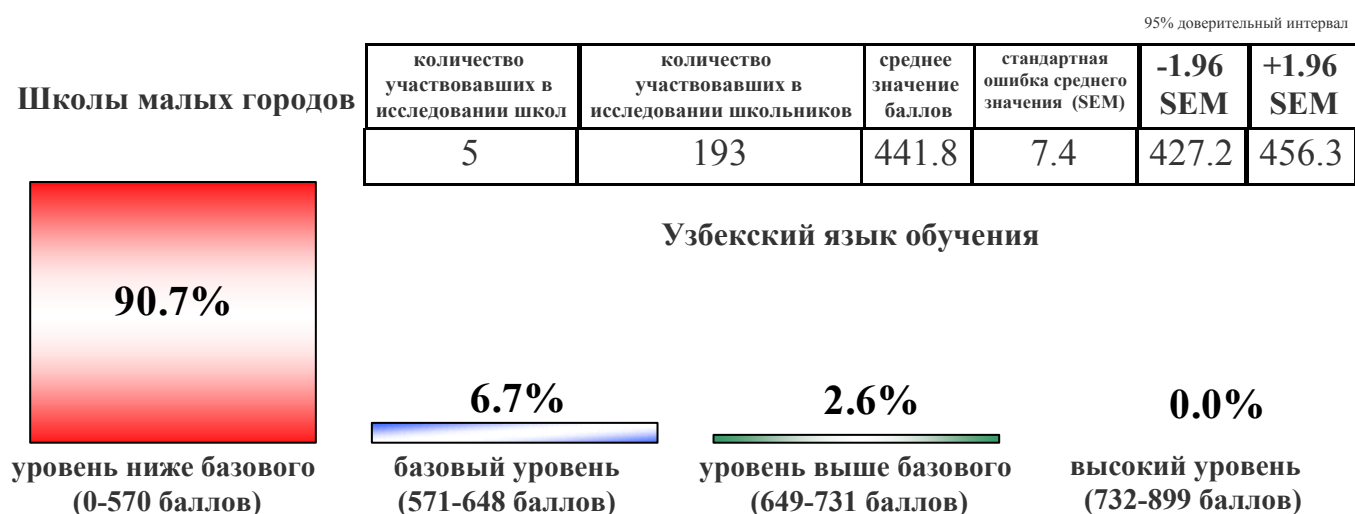 95% доверительный интервал
Школы малых городов
количество
участвовавших в
исследовании школ
количество
участвовавших в
исследовании школьников
среднее
значение
баллов
стандартная
ошибка среднего
значения (SEM)
-1.96
SEM
+1.96
SEM
5
193
441.8
7.4
427.2
456.3
Узбекский язык обучения
90.7%
6.7%
2.6%
0.0%
уровень ниже базового
(0-570 баллов)
базовый уровень
(571-648 баллов)
уровень выше базового
(649-731 баллов)
высокий уровень
(732-899 баллов)